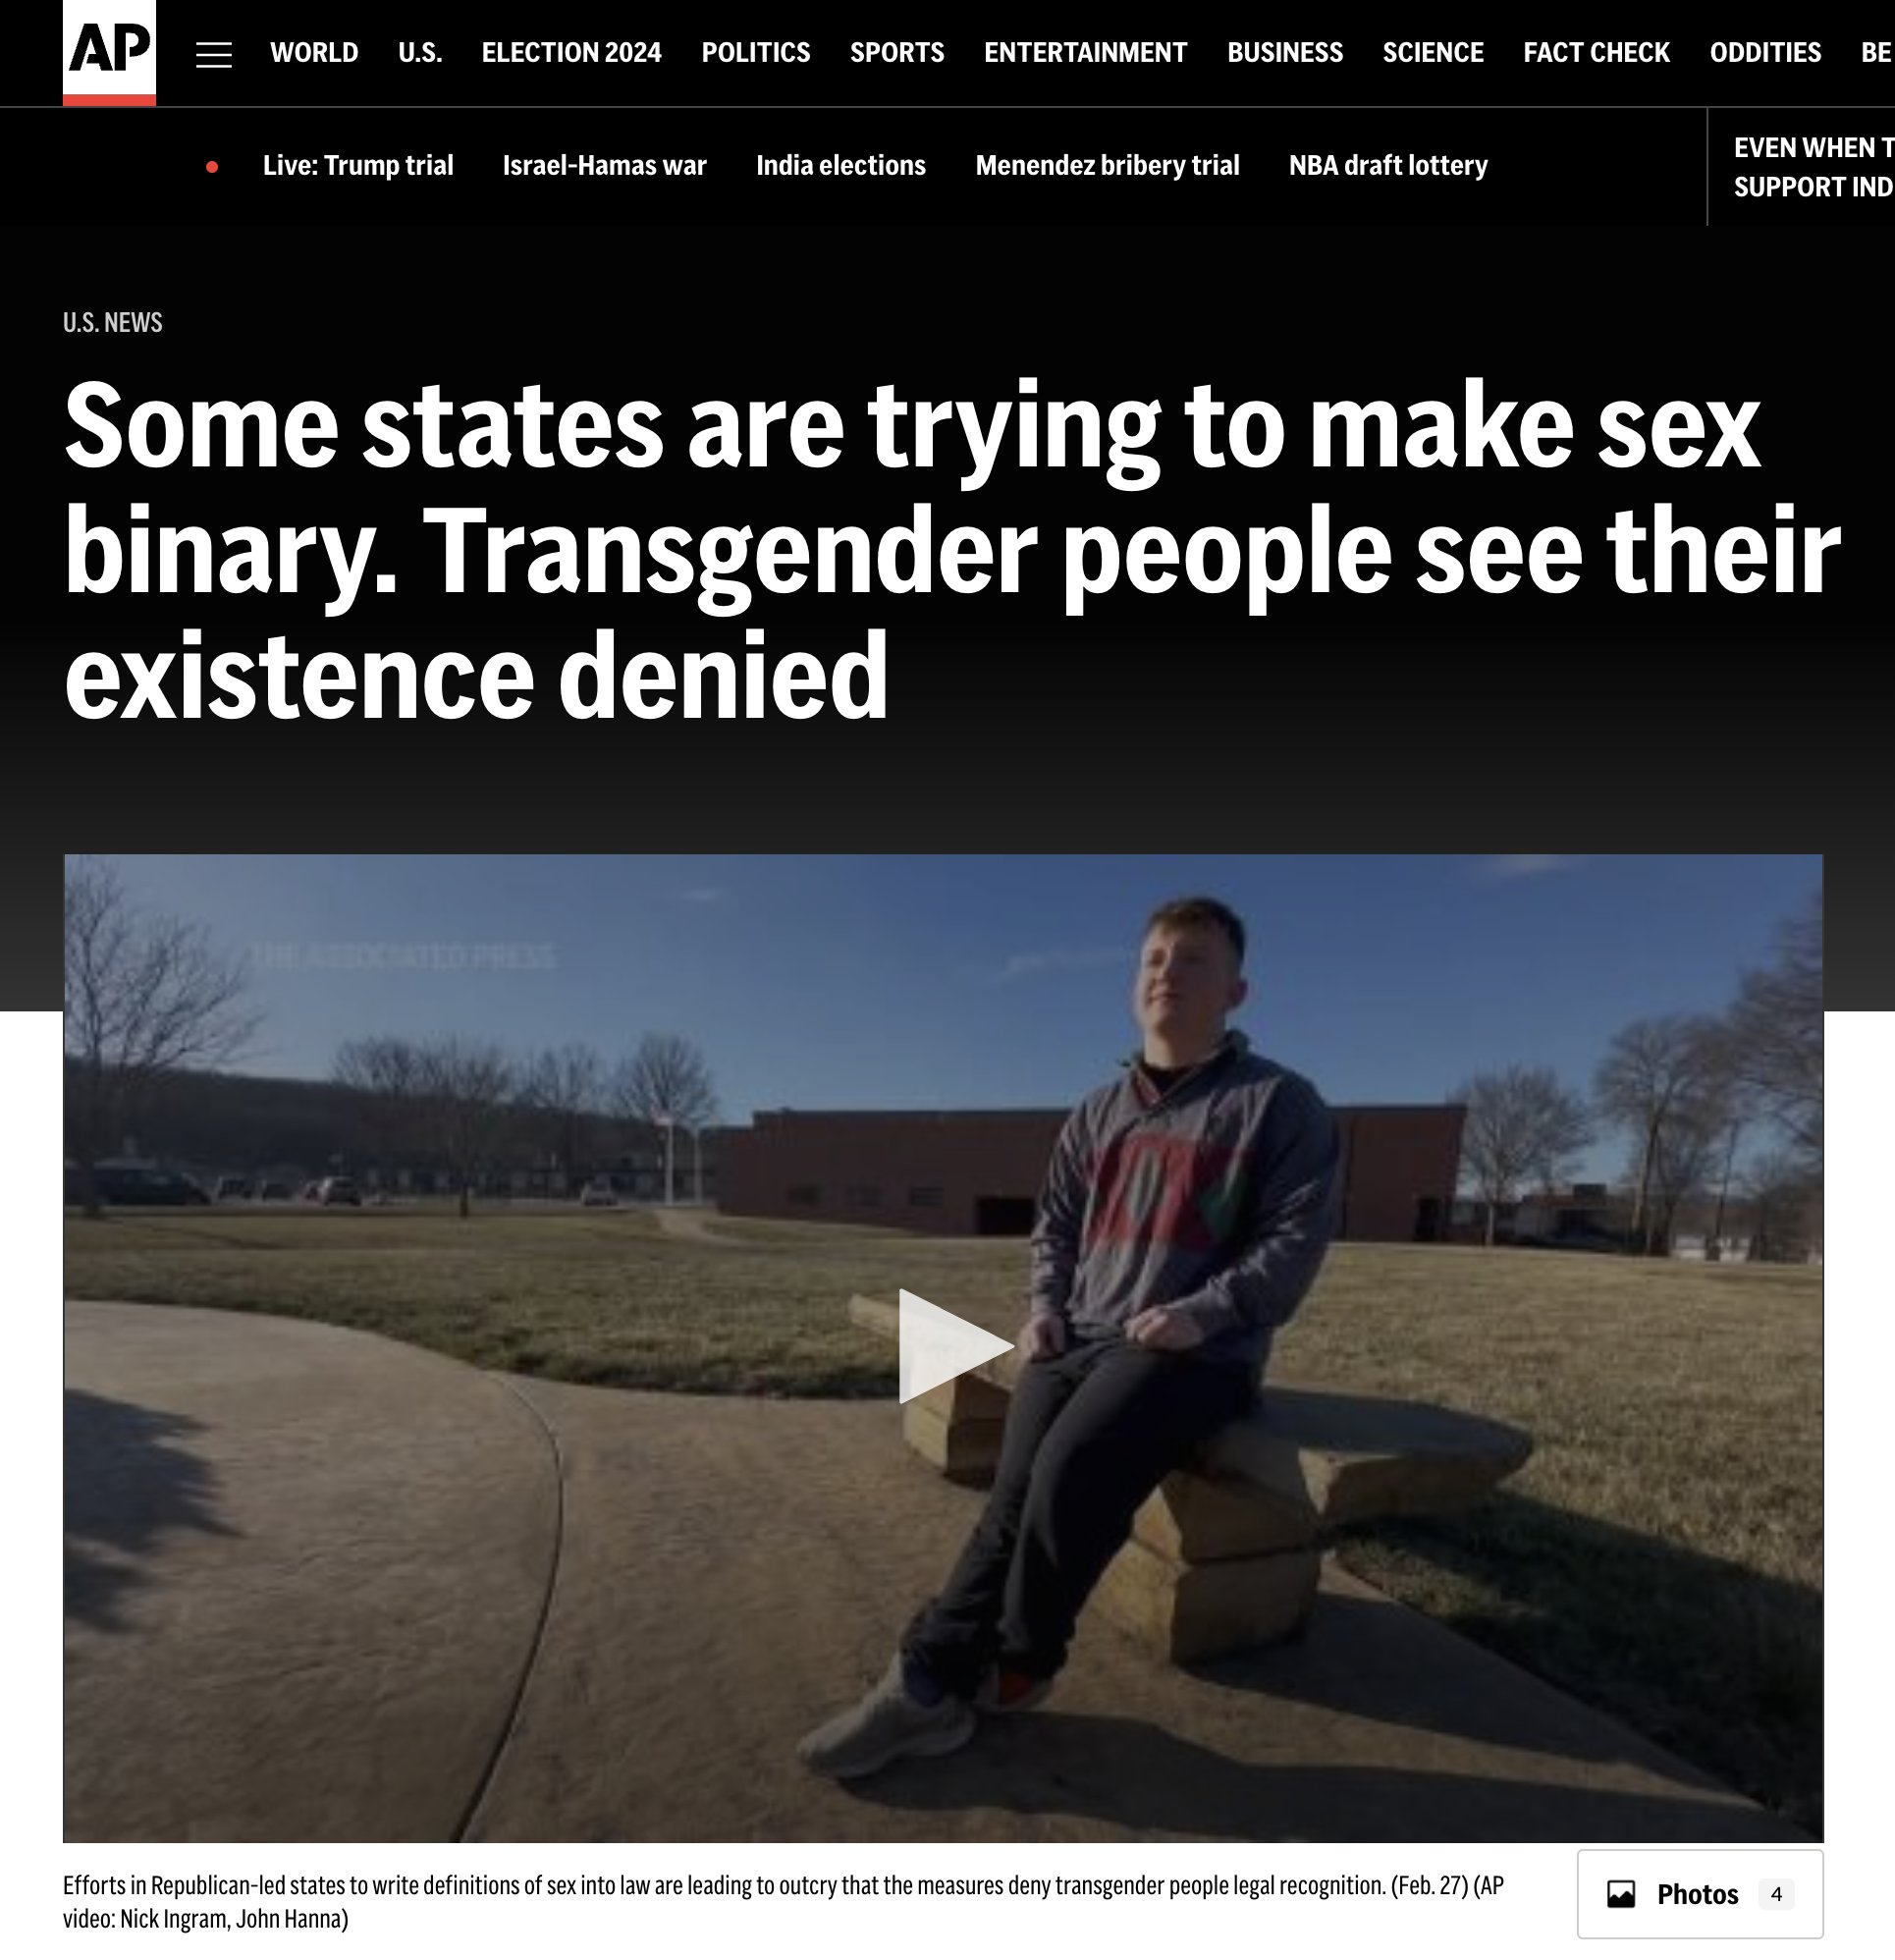 AP
WORLD U.S. ELECTION 2024 POLITICS SPORTS ENTERTAINMENT BUSINESS SCIENCE FACT CHECK ODDITIES BE
Live: Trump trial Israel-Hamas war India elections Menendez bribery trial NBA draft lottery
EVEN WHEN T
SUPPORT IND
U.S. NEWS
Some states are trying to make sex
binary. Transgender people see their
existence denied
THE ASSOCIATED PRESS
Efforts in Republican-led states to write definitions of sex into law are leading to outcry that the measures deny transgender people legal recognition. (Feb. 27) (AP
video: Nick Ingram, John Hanna)
Photos 4